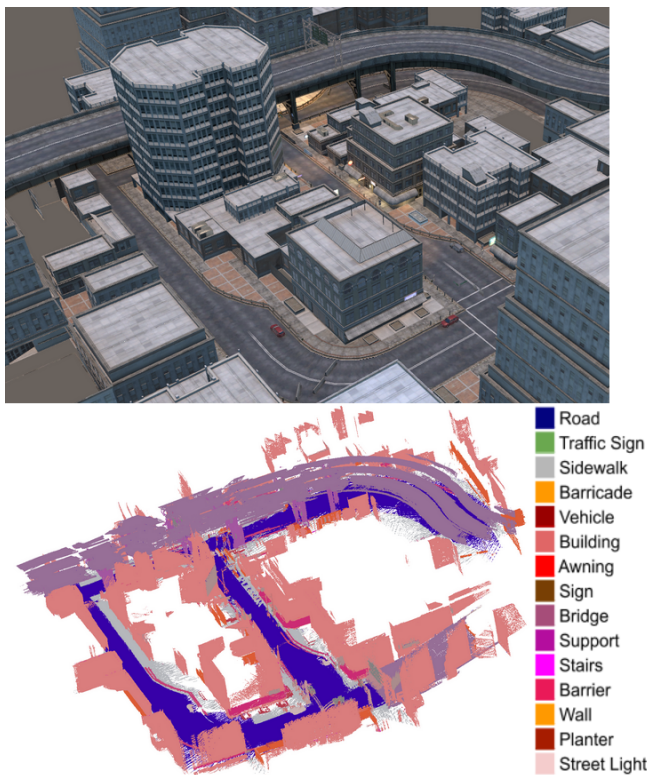 Road
Traffic Sign
Sidewalk
Barricade
Vehicle
Building
Awning
Sign
Bridge
Support
Stairs
Barrier
Wall
Planter
Street Light